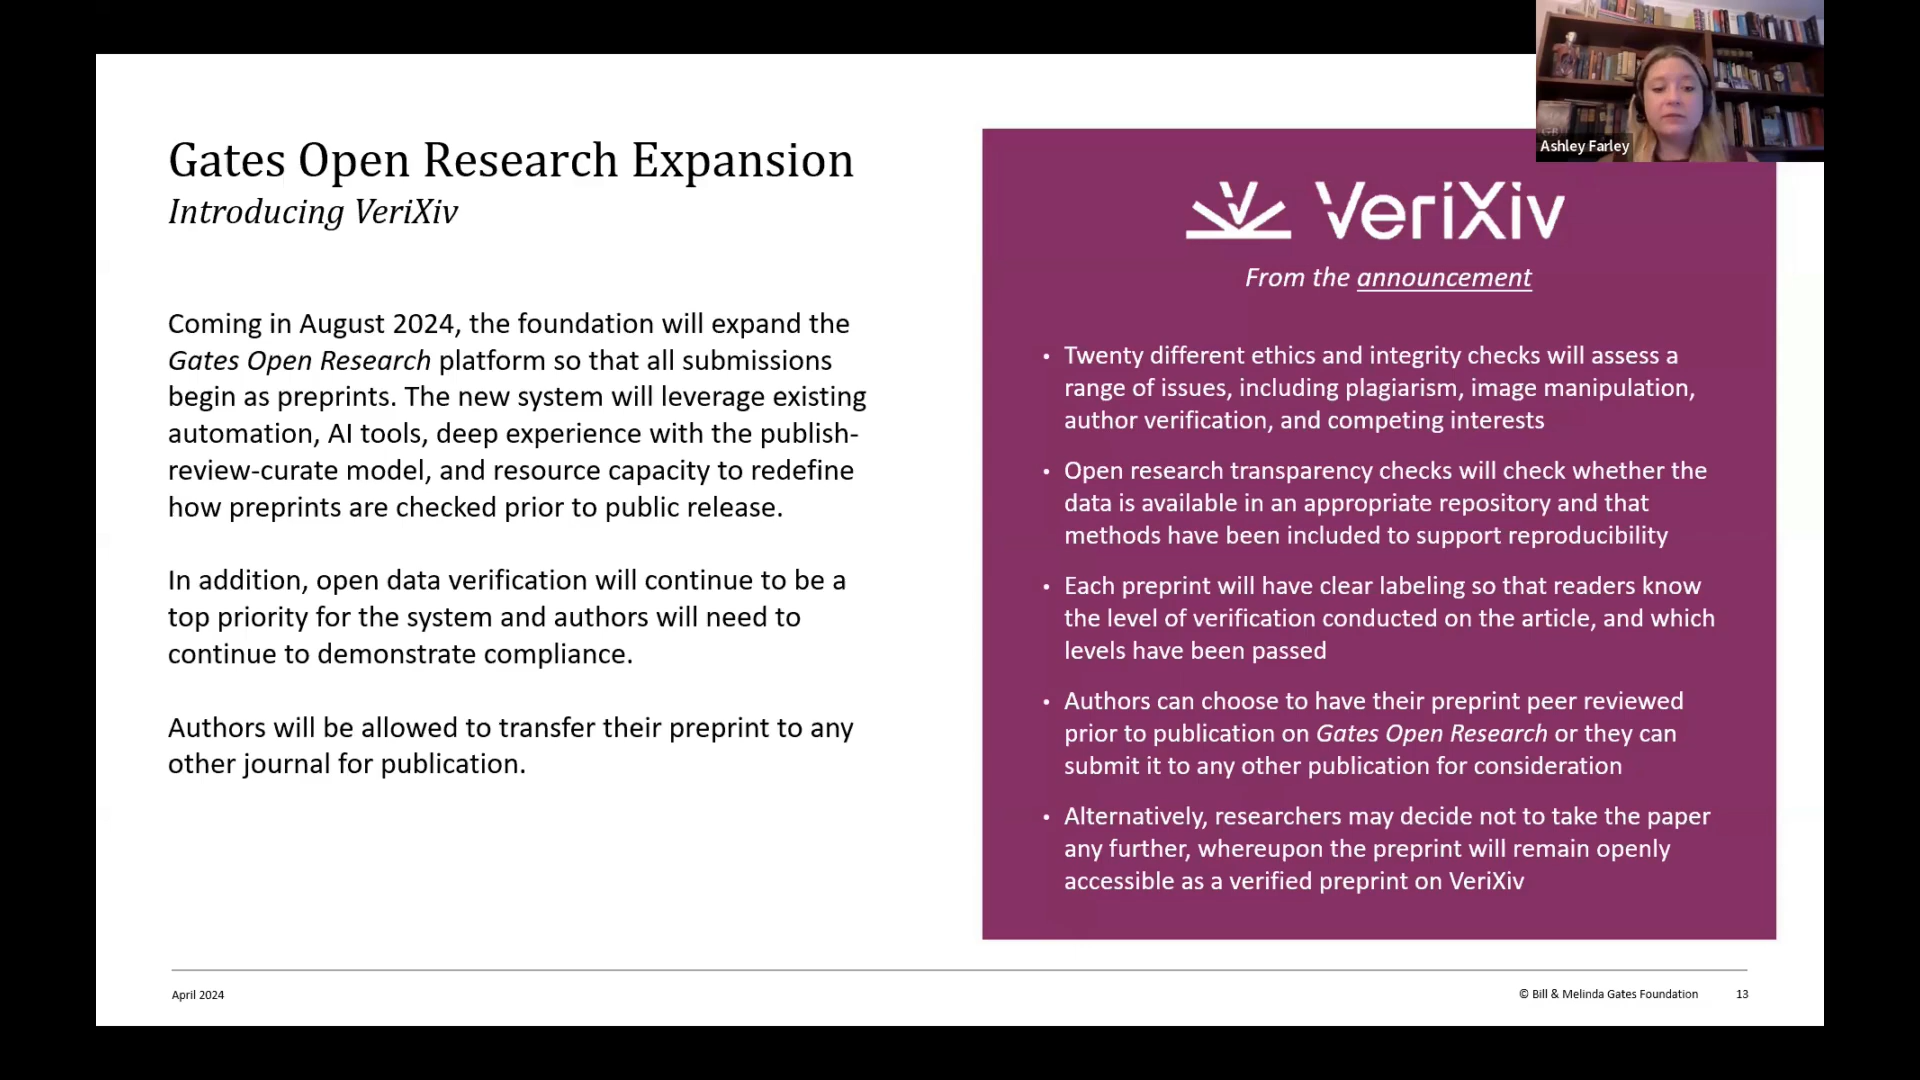 Gates Open Research Expansion
Introducing VeriXiv
Coming in August 2024, the foundation will expand the
Gates Open Research platform so that all submissions
begin as preprints. The new system will leverage existing
automation, AI tools, deep experience with the publish-
review-curate model, and resource capacity to redefine
how preprints are checked prior to public release.
In addition, open data verification will continue to be a
top priority for the system and authors will need to
continue to demonstrate compliance.
Authors will be allowed to transfer their preprint to any
other journal for publication.
Ashley Farley
VeriXiv
From the announcement
• Twenty different ethics and integrity checks will assess a
range of issues, including plagiarism, image manipulation,
author verification, and competing interests
• Open research transparency checks will check whether the
data is available in an appropriate repository and that
methods have been included to support reproducibility
• Each preprint will have clear labeling so that readers know
the level of verification conducted on the article, and which
levels have been passed
• Authors can choose to have their preprint peer reviewed
prior to publication on Gates Open Research or they can
submit it to any other publication for consideration
• Alternatively, researchers may decide not to take the paper
any further, whereupon the preprint will remain openly
accessible as a verified preprint on VeriXiv
April 2024
© Bill & Melinda Gates Foundation
13